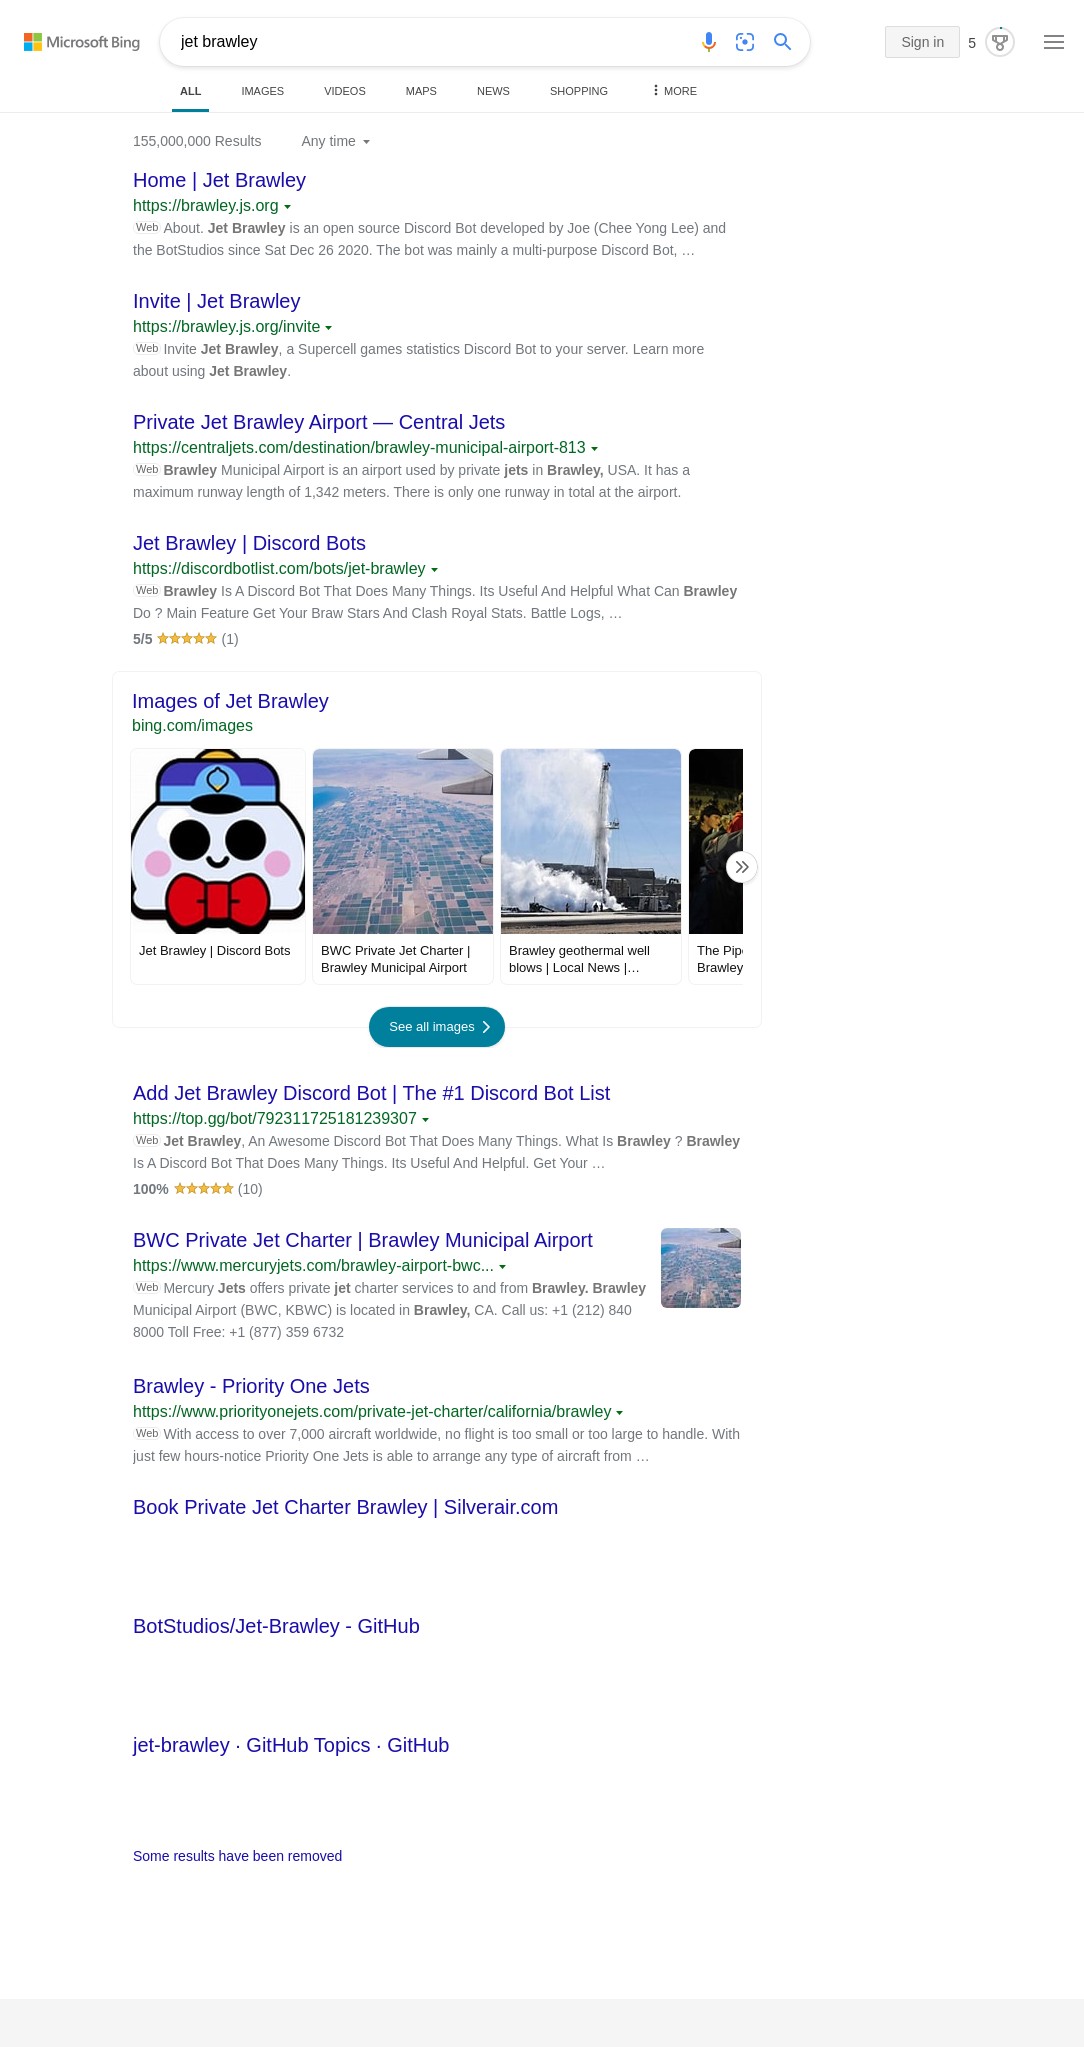 Microsoft Bing
jet brawley
Sign in
5
ALL
IMAGES
VIDEOS
MAPS
NEWS
SHOPPING
MORE
155,000,000 Results
Any time
Home | Jet Brawley
https://brawley.js.org
Web About. Jet Brawley is an open source Discord Bot developed by Joe (Chee Yong Lee) and
the BotStudios since Sat Dec 26 2020. The bot was mainly a multi-purpose Discord Bot, …
Invite | Jet Brawley
https://brawley.js.org/invite
Web Invite Jet Brawley, a Supercell games statistics Discord Bot to your server. Learn more
about using Jet Brawley.
Private Jet Brawley Airport — Central Jets
https://centraljets.com/destination/brawley-municipal-airport-813
Web Brawley Municipal Airport is an airport used by private jets in Brawley, USA. It has a
maximum runway length of 1,342 meters. There is only one runway in total at the airport.
Jet Brawley | Discord Bots
https://discordbotlist.com/bots/jet-brawley
Web Brawley Is A Discord Bot That Does Many Things. Its Useful And Helpful What Can Brawley
Do ? Main Feature Get Your Braw Stars And Clash Royal Stats. Battle Logs, …
5/5 (1)
Images of Jet Brawley
bing.com/images
Jet Brawley | Discord Bots
BWC Private Jet Charter |
Brawley Municipal Airport
Brawley geothermal well
blows | Local News |…
The Pip
Brawley
See all images
Add Jet Brawley Discord Bot | The #1 Discord Bot List
https://top.gg/bot/792311725181239307
Web Jet Brawley, An Awesome Discord Bot That Does Many Things. What Is Brawley ? Brawley
Is A Discord Bot That Does Many Things. Its Useful And Helpful. Get Your …
100% (10)
BWC Private Jet Charter | Brawley Municipal Airport
https://www.mercuryjets.com/brawley-airport-bwc...
Web Mercury Jets offers private jet charter services to and from Brawley. Brawley
Municipal Airport (BWC, KBWC) is located in Brawley, CA. Call us: +1 (212) 840
8000 Toll Free: +1 (877) 359 6732
Brawley - Priority One Jets
https://www.priorityonejets.com/private-jet-charter/california/brawley
Web With access to over 7,000 aircraft worldwide, no flight is too small or too large to handle. With
just few hours-notice Priority One Jets is able to arrange any type of aircraft from …
Book Private Jet Charter Brawley | Silverair.com
BotStudios/Jet-Brawley - GitHub
jet-brawley · GitHub Topics · GitHub
Some results have been removed